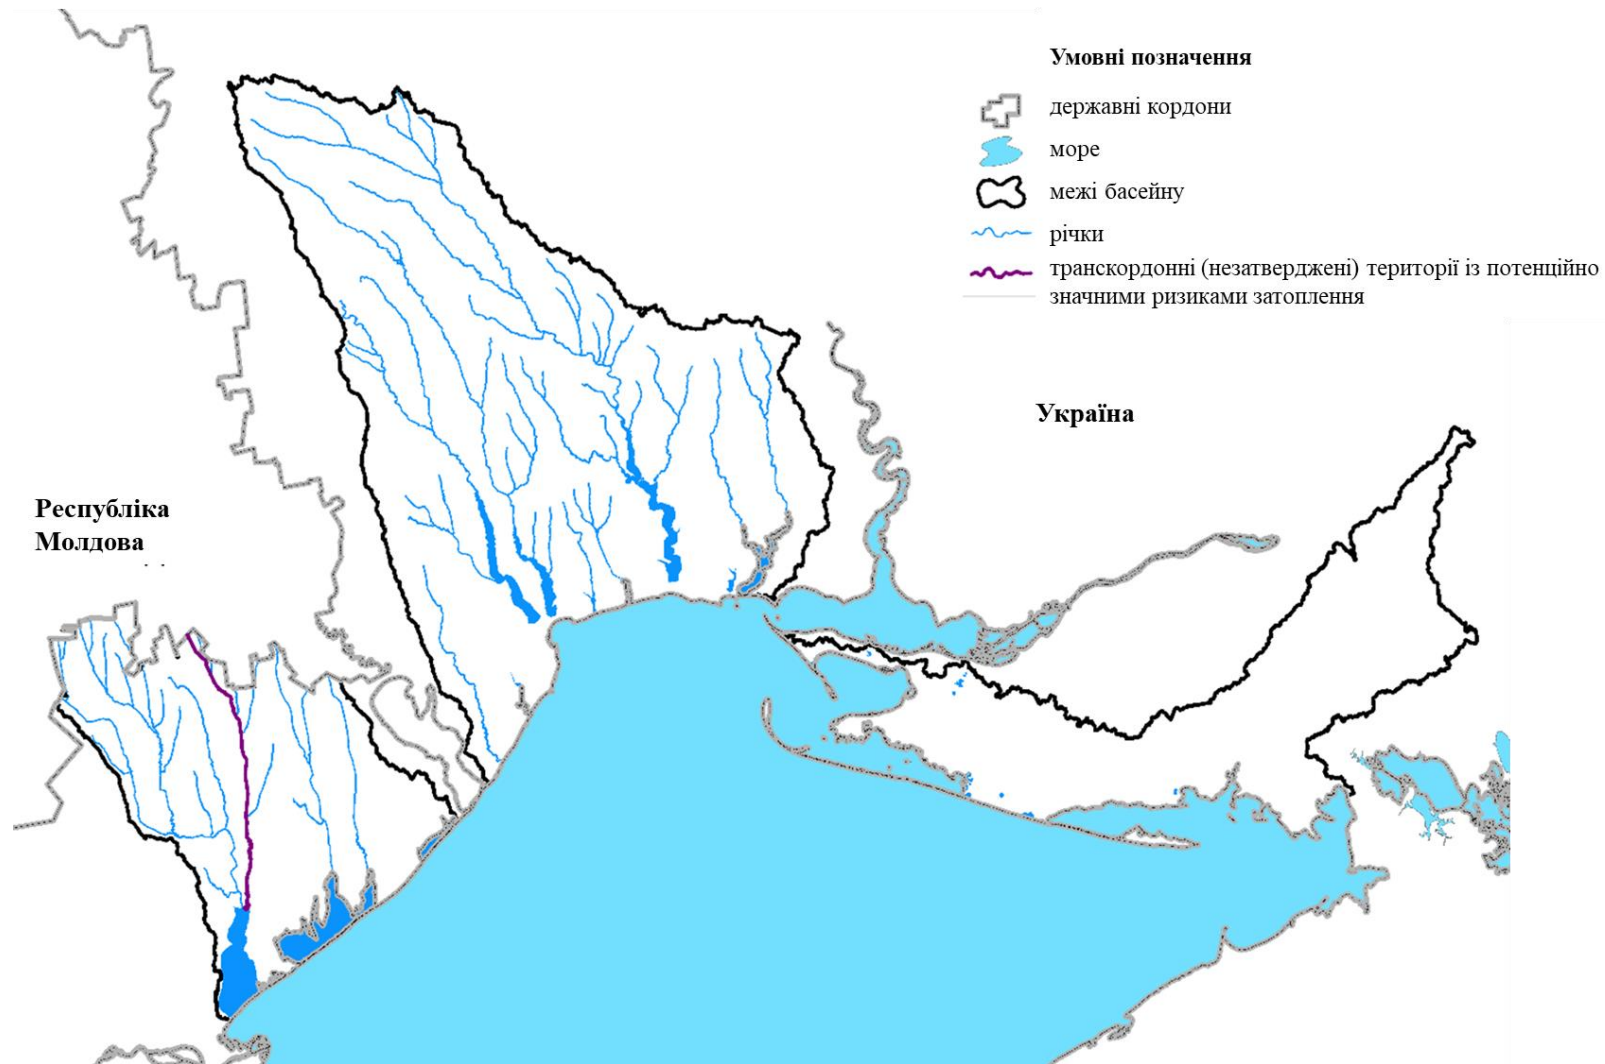 Умовні позначення
державні кордони
море
межі басейну
річки
транскордонні (незатверджені) території із потенційно
значними ризиками затоплення
Україна
Республіка
Молдова